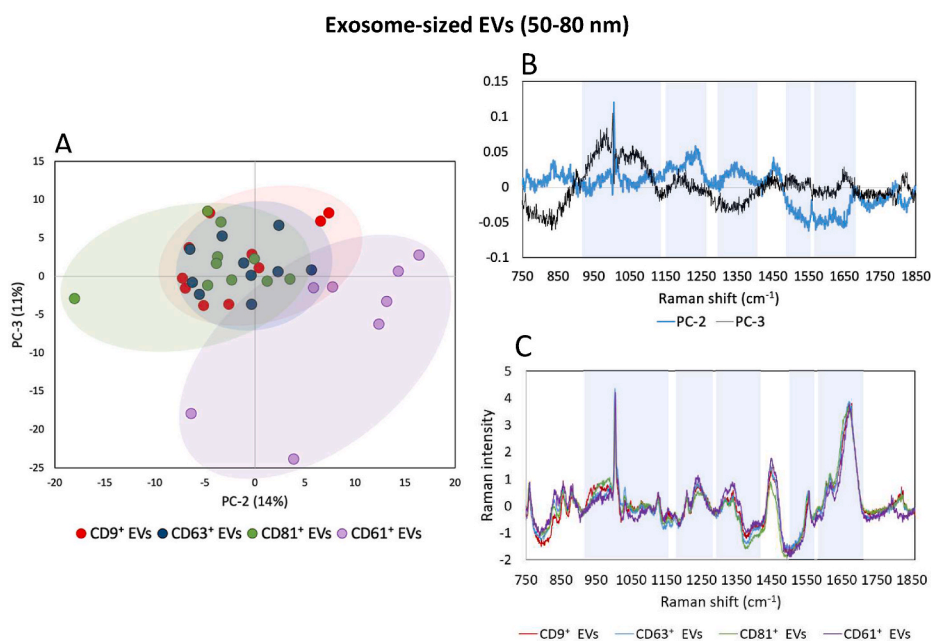 Exosome-sized EVs (50-80 nm)
A
15
10
5
0
-5
-10
-15
-20
-25
PC-3 (11%)
-20 -15 -10 -5 0 5 10 15 20
PC-2 (14%)
CD9⁺ EVs CD63⁺ EVs CD81⁺ EVs CD61⁺ EVs
B
0.15
0.1
0.05
0
-0.05
-0.1
750 850 950 1050 1150 1250 1350 1450 1550 1650 1750 1850
Raman shift (cm⁻¹)
PC-2 PC-3
C
5
4
3
2
1
0
-1
-2
Raman intensity
750 850 950 1050 1150 1250 1350 1450 1550 1650 1750 1850
Raman shift (cm⁻¹)
CD9⁺ EVs CD63⁺ EVs CD81⁺ EVs CD61⁺ EVs